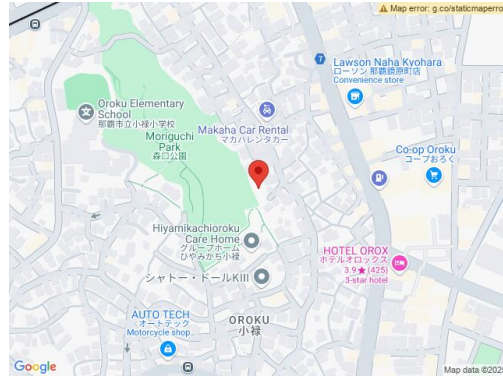 Map error: g.co/staticmaperro
7
Lawson Naha Kyohara
ローソン 那覇鏡原町店
Convenience store
Oroku Elementary
School
那覇市立小禄小学校
Makaha Car Rental
マカハレンタカー
Moriguchi
Park
森口公園
Co-op Oroku
コープおろく
Hiyamikachioroku
Care Home
グループホーム
ひやみかち小禄
HOTEL OROX
ホテルオロックス
3.9★(425)
3-star hotel
シャトー・ドールKIII
AUTO TECH
オートテック
Motorcycle shop
OROKU
小禄
Google
Map data ©202